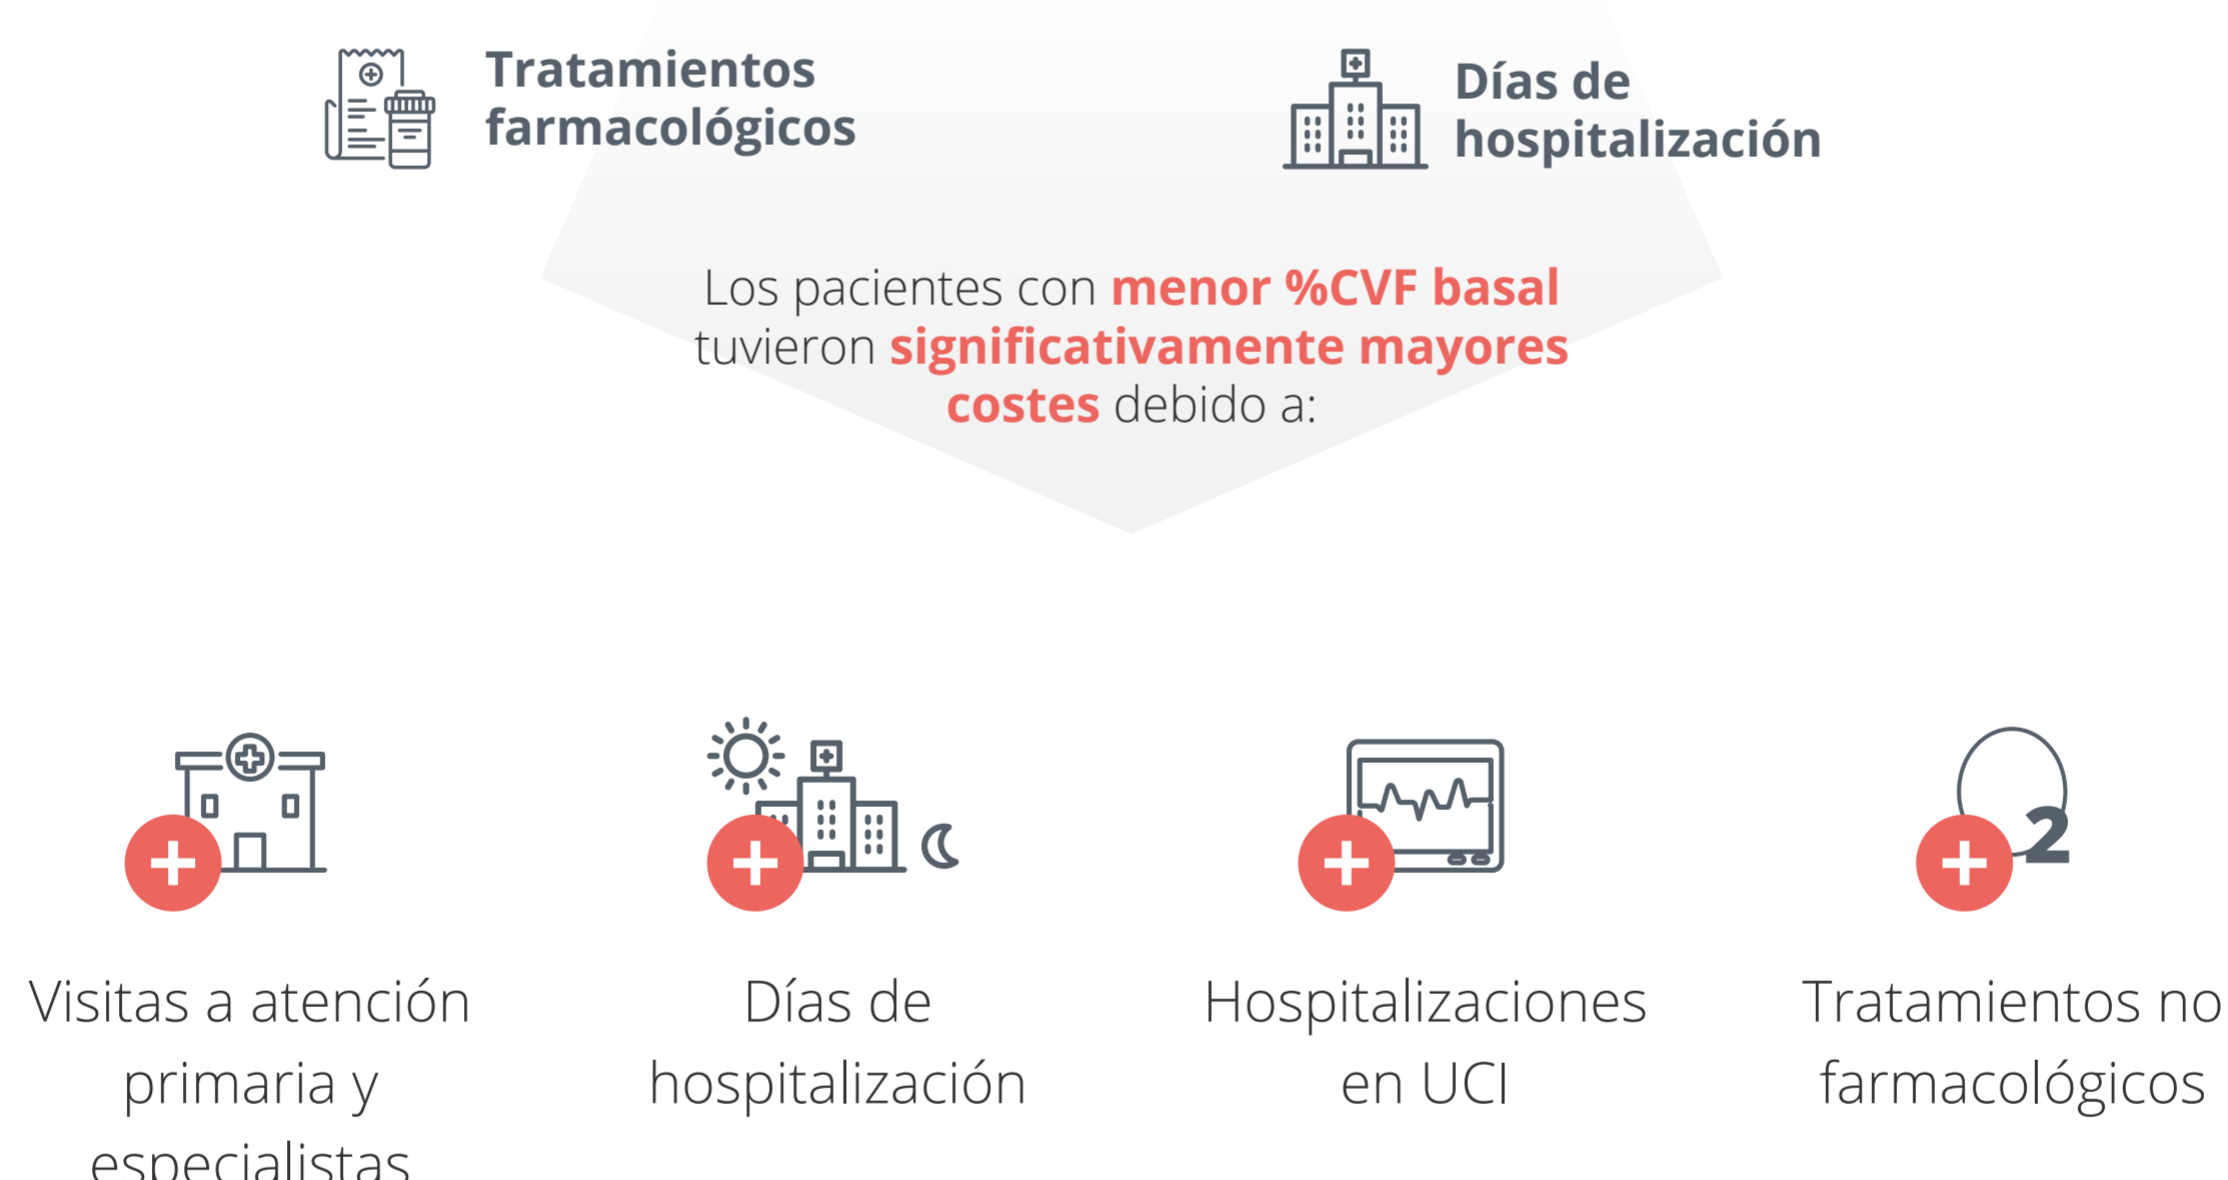 Tratamientos
farmacológicos
Días de
hospitalización
Los pacientes con menor %CVF basal
tuvieron significativamente mayores
costes debido a:
2
Visitas a atención
primaria y
especialistas
Días de
hospitalización
Hospitalizaciones
en UCI
Tratamientos no
farmacológicos